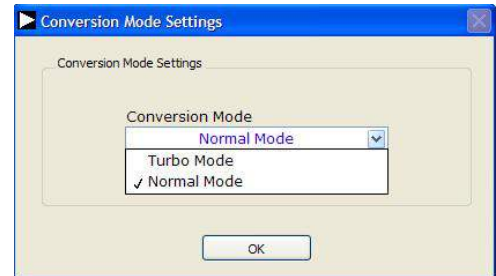 Conversion Mode Settings
Conversion Mode Settings
Conversion Mode
Normal Mode
Turbo Mode
✓ Normal Mode
OK